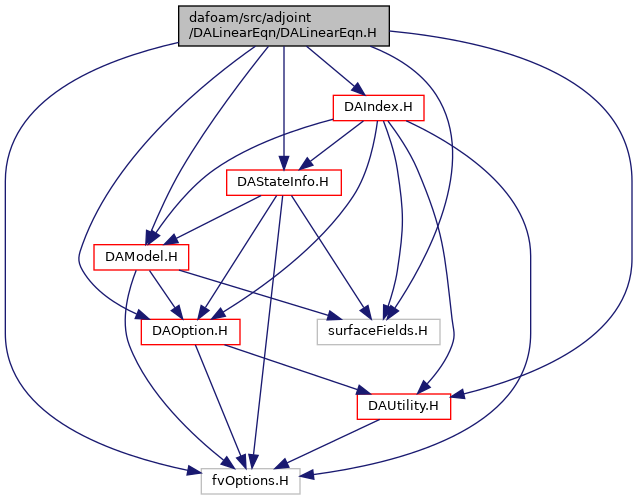 dafoam/src/adjoint
/DALinearEqn/DALinearEqn.H
DAIndex.H
DAStateInfo.H
DAModel.H
DAOption.H
surfaceFields.H
DAUtility.H
fvOptions.H